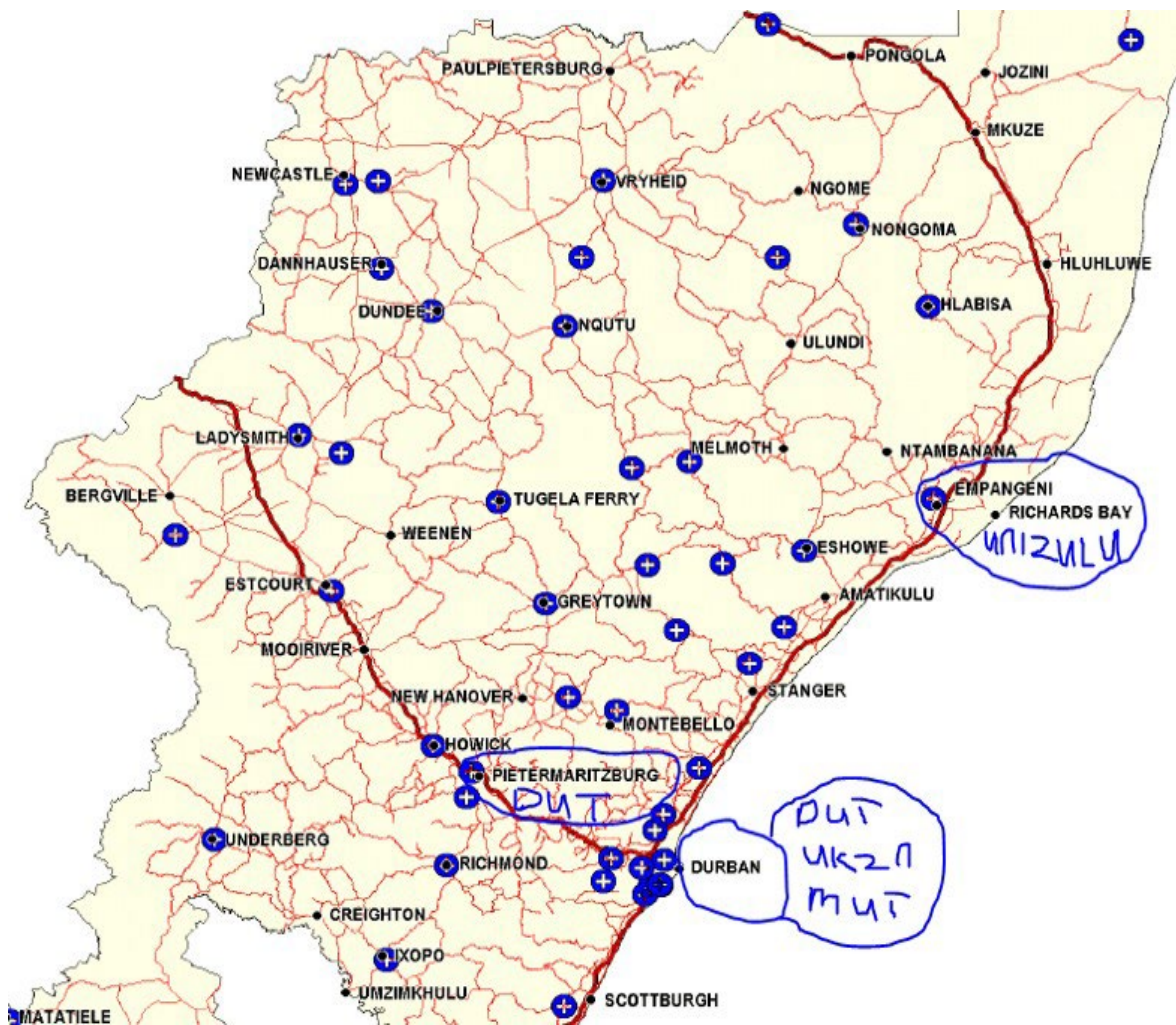 PONGOLA
PAULPIETERSBURG
JOZINI
MKUZE
NEWCASTLE
VRYHEID
NGOME
NONGOMA
DANNHAUSER
HLUHLUWE
DUNDEE
HLABISA
NQUTU
ULUNDI
LADYSMITH
MELMOTH
NTAMBANANA
BERGVILLE
EMPANGENI
TUGELA FERRY
RICHARDS BAY
UNIZULU
WEENEN
ESHOWE
ESTCOURT
AMATIKULU
GREYTOWN
MOOIRIVER
STANGER
NEW HANOVER
MONTEBELLO
HOWICK
PIETERMARITZBURG
DUT
DUT
UKZN
MUT
UNDERBERG
RICHMOND
DURBAN
CREIGHTON
IXOPO
UMZIMKHULU
SCOTTBURGH
MATATIELE